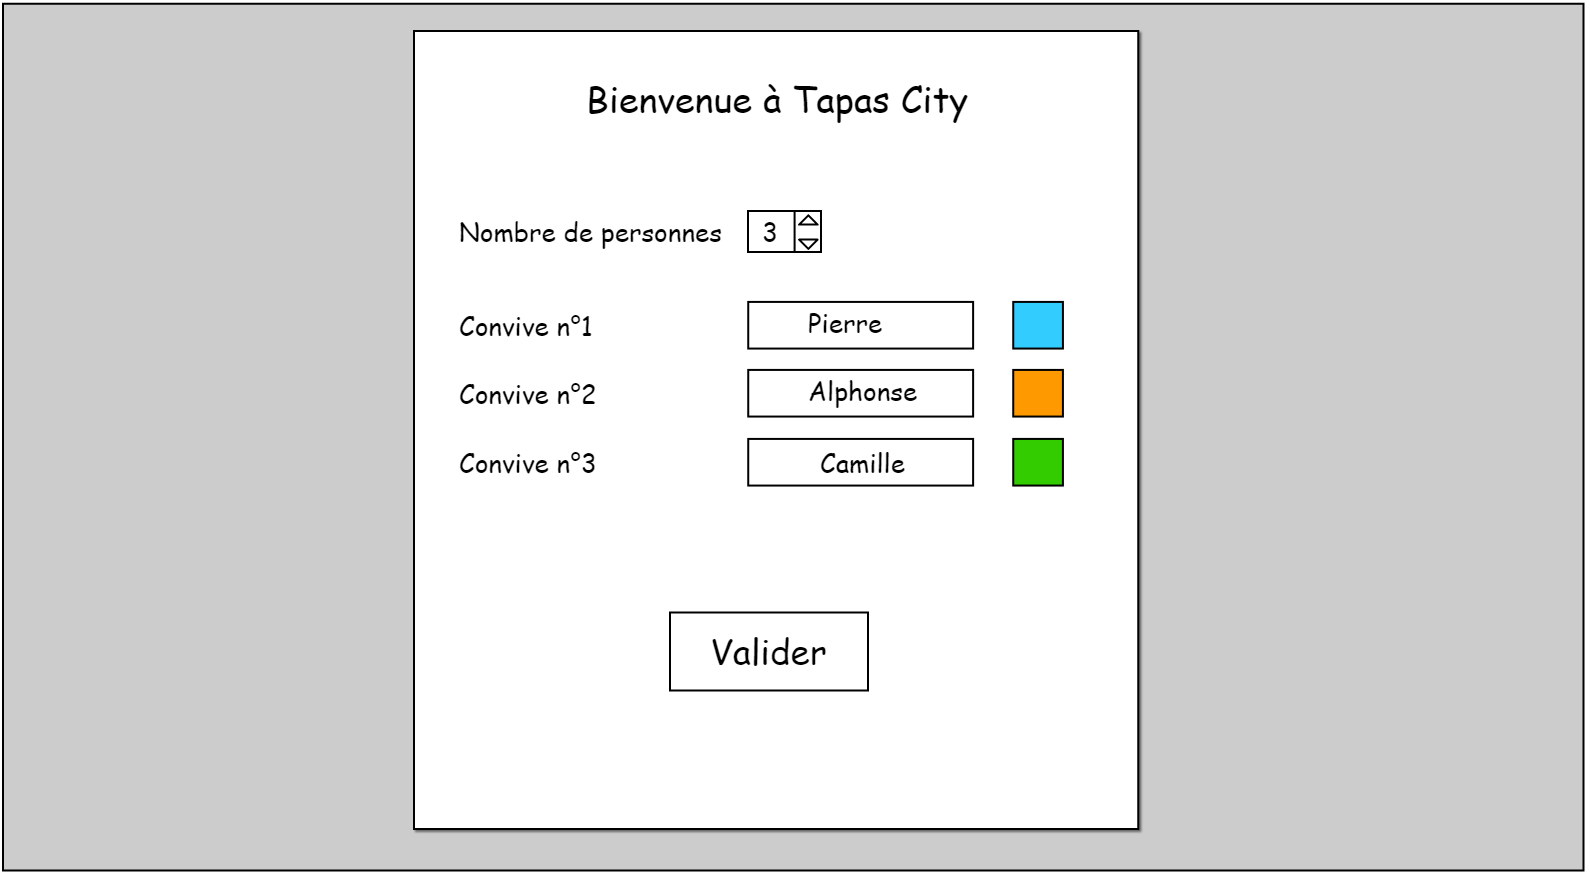 Bienvenue à Tapas City
Nombre de personnes 3
Convive n°1 Pierre
Convive n°2 Alphonse
Convive n°3 Camille
Valider